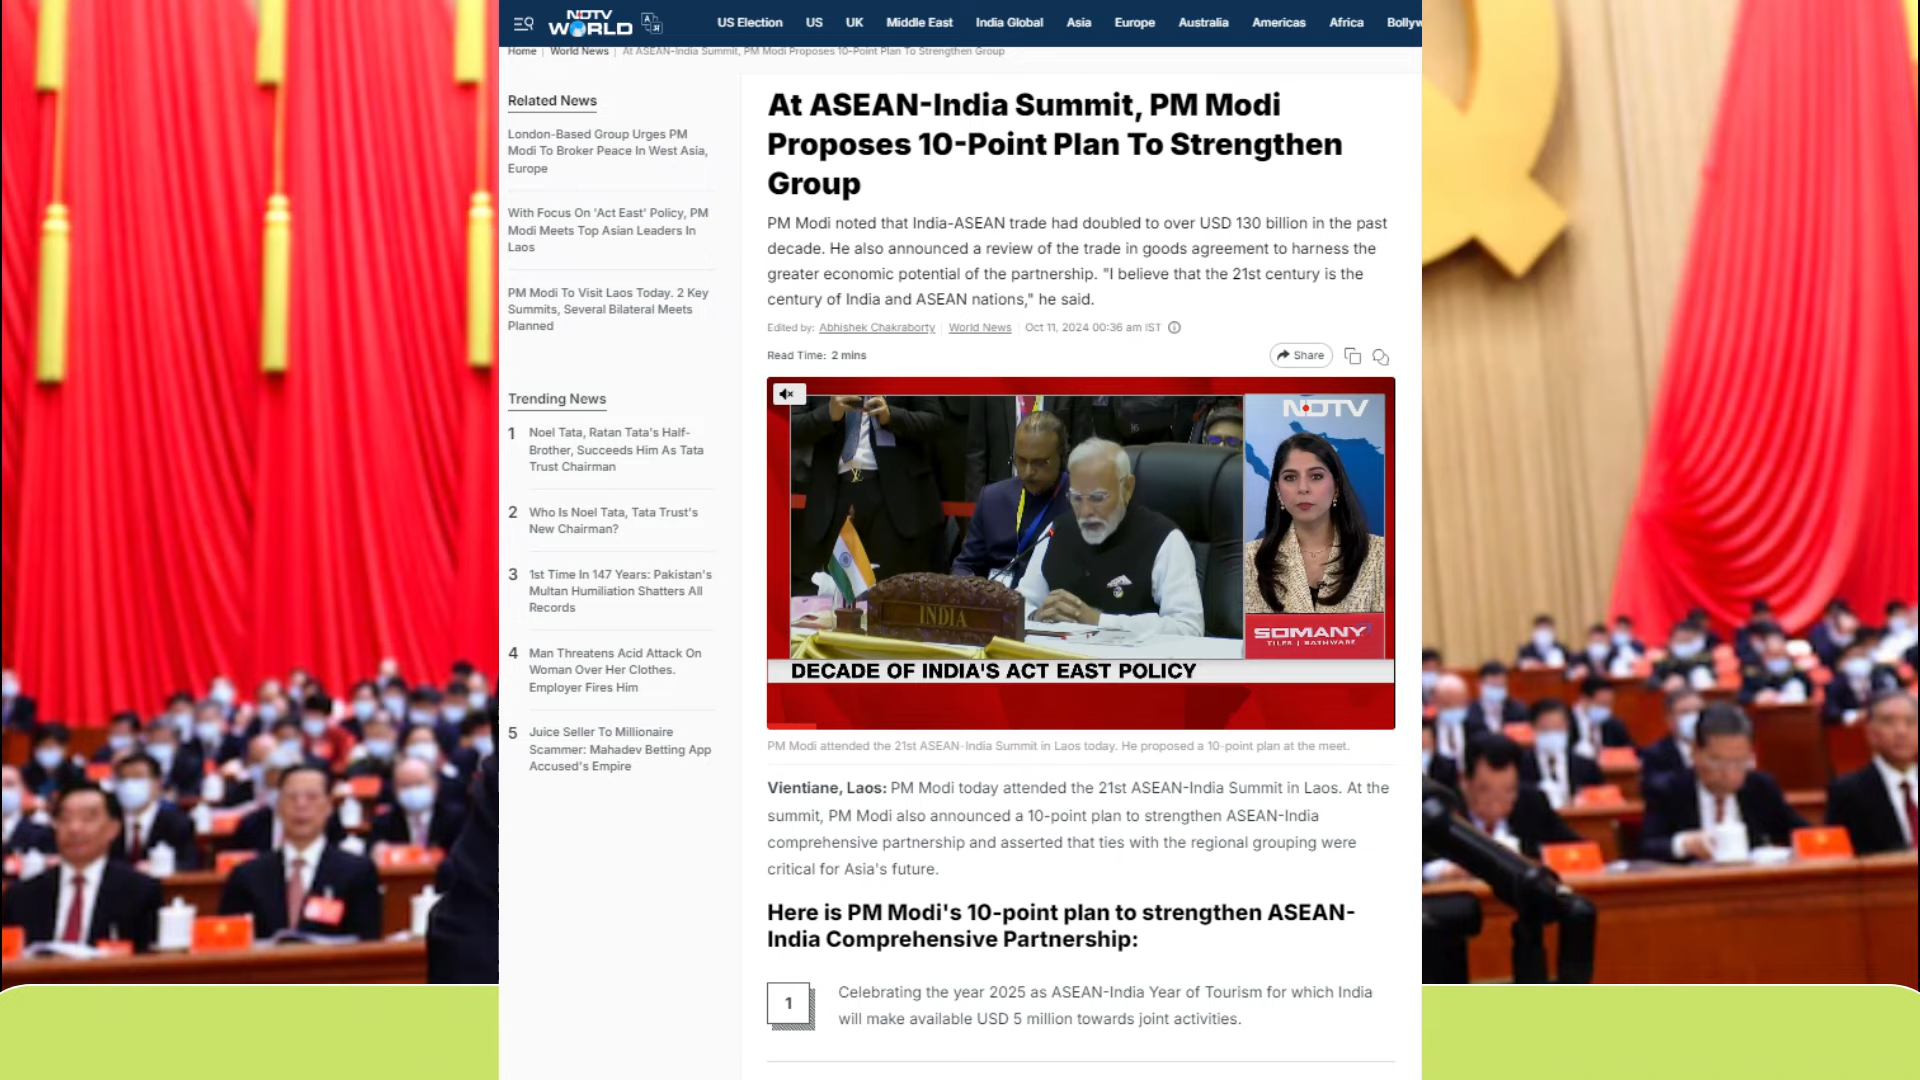 NDTV
WORLD
US Election
US
UK
Middle East
India Global
Asia
Europe
Australia
Americas
Africa
Bollyw
Home | World News | At ASEAN-India Summit, PM Modi Proposes 10-Point Plan To Strengthen Group
Related News
London-Based Group Urges PM
Modi To Broker Peace In West Asia,
Europe
With Focus On 'Act East' Policy, PM
Modi Meets Top Asian Leaders In
Laos
PM Modi To Visit Laos Today. 2 Key
Summits, Several Bilateral Meets
Planned
Trending News
1 Noel Tata, Ratan Tata's Half-
Brother, Succeeds Him As Tata
Trust Chairman
2 Who Is Noel Tata, Tata Trust's
New Chairman?
3 1st Time In 147 Years: Pakistan's
Multan Humiliation Shatters All
Records
4 Man Threatens Acid Attack On
Woman Over Her Clothes.
Employer Fires Him
5 Juice Seller To Millionaire
Scammer: Mahadev Betting App
Accused's Empire
At ASEAN-India Summit, PM Modi
Proposes 10-Point Plan To Strengthen
Group
PM Modi noted that India-ASEAN trade had doubled to over USD 130 billion in the past
decade. He also announced a review of the trade in goods agreement to harness the
greater economic potential of the partnership. "I believe that the 21st century is the
century of India and ASEAN nations," he said.
Edited by: Abhishek Chakraborty | World News | Oct 11, 2024 00:36 am IST
Read Time: 2 mins
Share
NDTV
INDIA
SOMANY
TILES | BATHWARE
DECADE OF INDIA'S ACT EAST POLICY
PM Modi attended the 21st ASEAN-India Summit in Laos today. He proposed a 10-point plan at the meet.
Vientiane, Laos: PM Modi today attended the 21st ASEAN-India Summit in Laos. At the
summit, PM Modi also announced a 10-point plan to strengthen ASEAN-India
comprehensive partnership and asserted that ties with the regional grouping were
critical for Asia's future.
Here is PM Modi's 10-point plan to strengthen ASEAN-
India Comprehensive Partnership:
1
Celebrating the year 2025 as ASEAN-India Year of Tourism for which India
will make available USD 5 million towards joint activities.